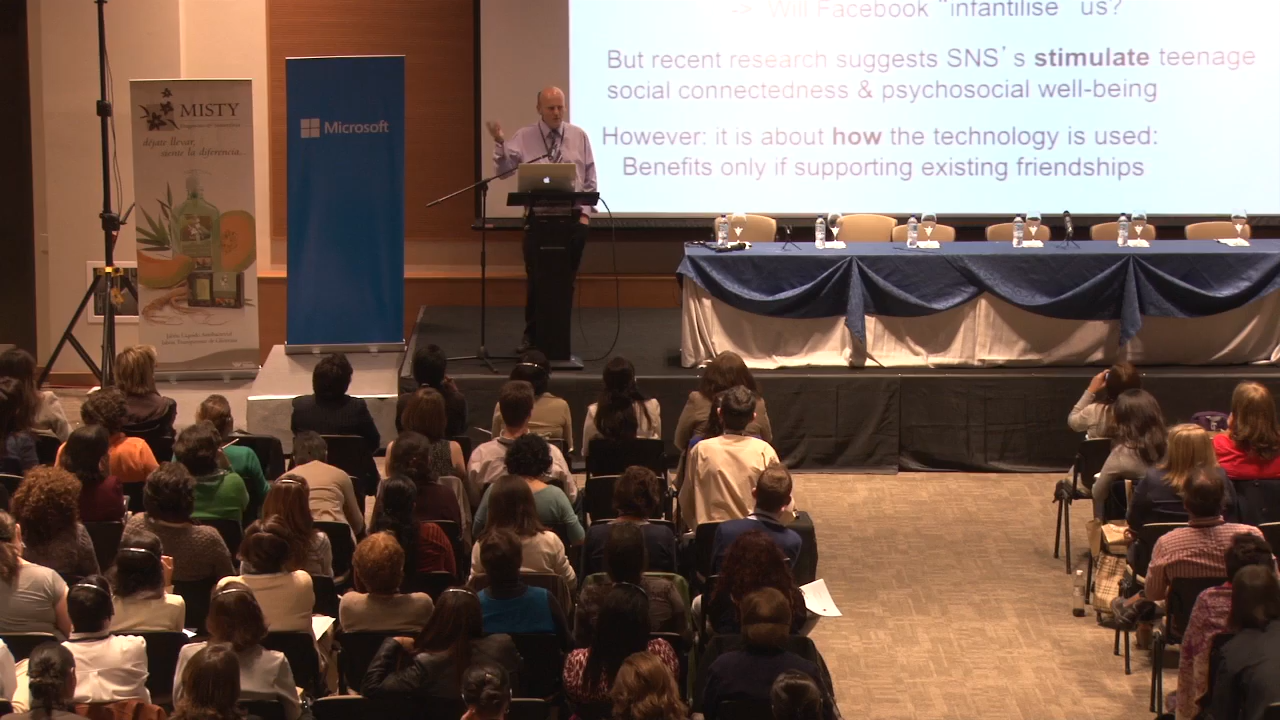 -> Will Facebook "infantilise" us?
But recent research suggests SNS's stimulate teenage
social connectedness & psychosocial well-being
However: it is about how the technology is used:
Benefits only if supporting existing friendships
MISTY
déjate llevar,
siente la diferencia.
Microsoft